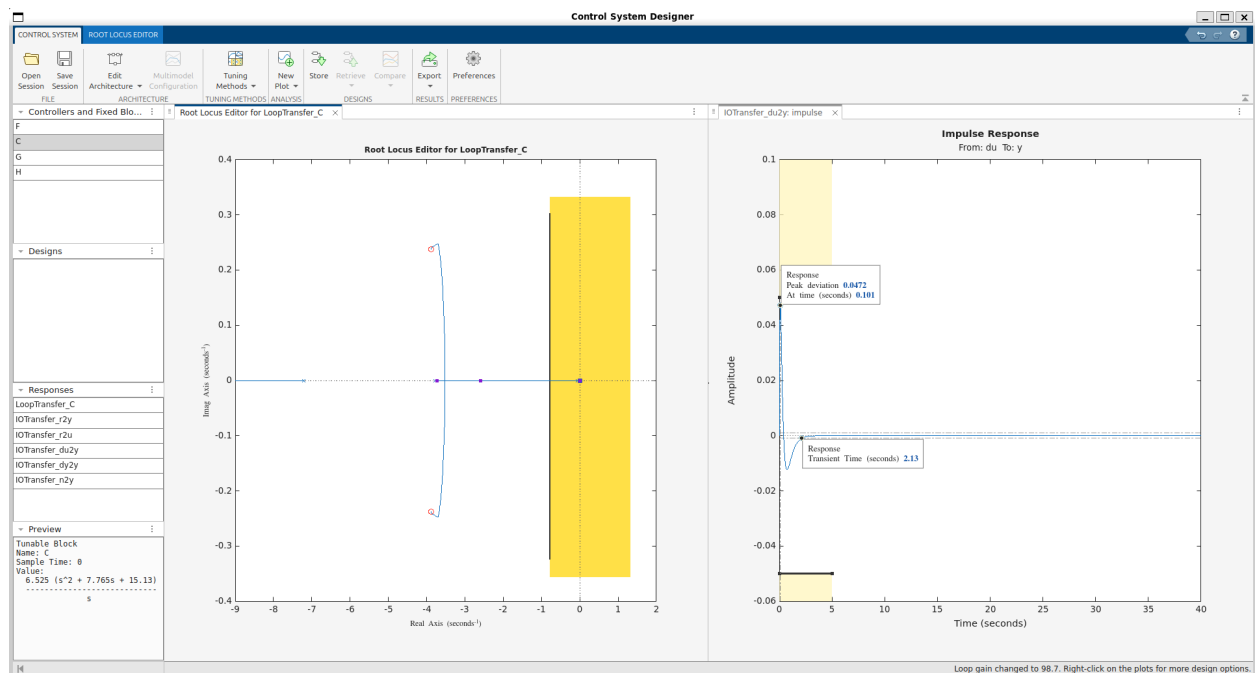 Control System Designer
CONTROL SYSTEM
ROOT LOCUS EDITOR
Open Session
Save Session
Edit Architecture
Multimodel Configuration
Tuning Methods
New Plot
Store
Retrieve
Compare
Export
Preferences
FILE
ARCHITECTURE
TUNING METHODS
ANALYSIS
DESIGNS
RESULTS
PREFERENCES
Controllers and Fixed Blo...
F
C
G
H
Designs
Responses
LoopTransfer_C
IOTransfer_r2y
IOTransfer_r2u
IOTransfer_du2y
IOTransfer_dy2y
IOTransfer_n2y
Preview
Tunable Block
Name: C
Sample Time: 0
Value:
6.525 (s^2 + 7.765s + 15.13)
-----------------------------
s
Root Locus Editor for LoopTransfer_C
Root Locus Editor for LoopTransfer_C
0.4
0.3
0.2
0.1
0
-0.1
-0.2
-0.3
-0.4
Imag Axis (seconds⁻¹)
-9 -8 -7 -6 -5 -4 -3 -2 -1 0 1 2
Real Axis (seconds⁻¹)
IOTransfer_du2y: impulse
Impulse Response
From: du To: y
0.1
0.08
0.06
0.04
0.02
0
-0.02
-0.04
-0.06
Amplitude
Response
Peak deviation 0.0472
At time (seconds) 0.101
Response
Transient Time (seconds) 2.13
0 5 10 15 20 25 30 35 40
Time (seconds)
Loop gain changed to 98.7. Right-click on the plots for more design options.